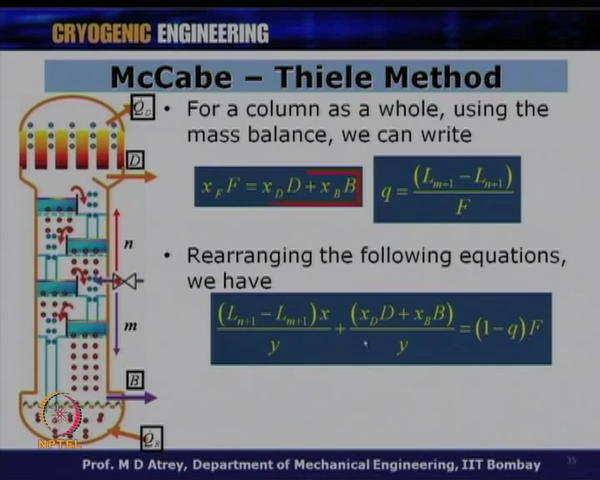 CRYOGENIC ENGINEERING
McCabe – Thiele Method
• For a column as a whole, using the
mass balance, we can write
x_F F = x_D D + x_B B
q = (L_{m+1} − L_{n+1}) / F
• Rearranging the following equations,
we have
(L_{n+1} − L_{m+1})x / y + (x_D D + x_B B) / y = (1 − q)F
Q_D
D
n
m
B
Q_B
NPTEL
Prof. M D Atrey, Department of Mechanical Engineering, IIT Bombay
35